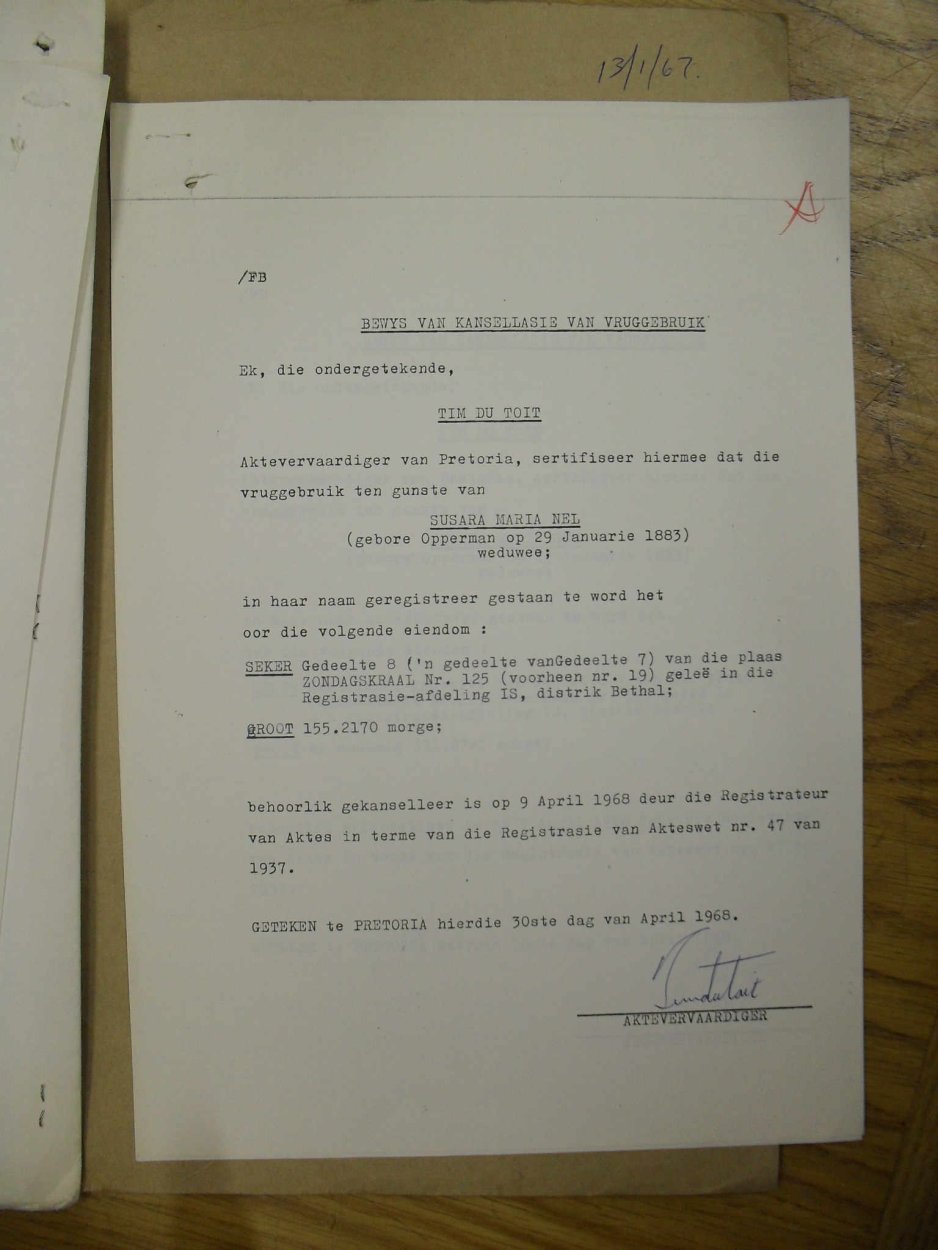 13/1/67.
A
/FB
BEWYS VAN KANSELLASIE VAN VRUGGEBRUIK
Ek, die ondergetekende,
TIM DU TOIT
Aktevervaardiger van Pretoria, sertifiseer hiermee dat die
vruggebruik ten gunste van
SUSARA MARIA NEL
(gebore Opperman op 29 Januarie 1883)
weduwee;
in haar naam geregistreer gestaan te word het
oor die volgende eiendom :
SEKER Gedeelte 8 ('n gedeelte vanGedeelte 7) van die plaas
ZONDAGSKRAAL Nr. 125 (voorheen nr. 19) geleë in die
Registrasie-afdeling IS, distrik Bethal;
GROOT 155.2170 morge;
behoorlik gekanselleer is op 9 April 1968 deur die Registrateur
van Aktes in terme van die Registrasie van Akteswet nr. 47 van
1937.
GETEKEN te PRETORIA hierdie 30ste dag van April 1968.
Timdutoit
AKTEVERVAARDIGER